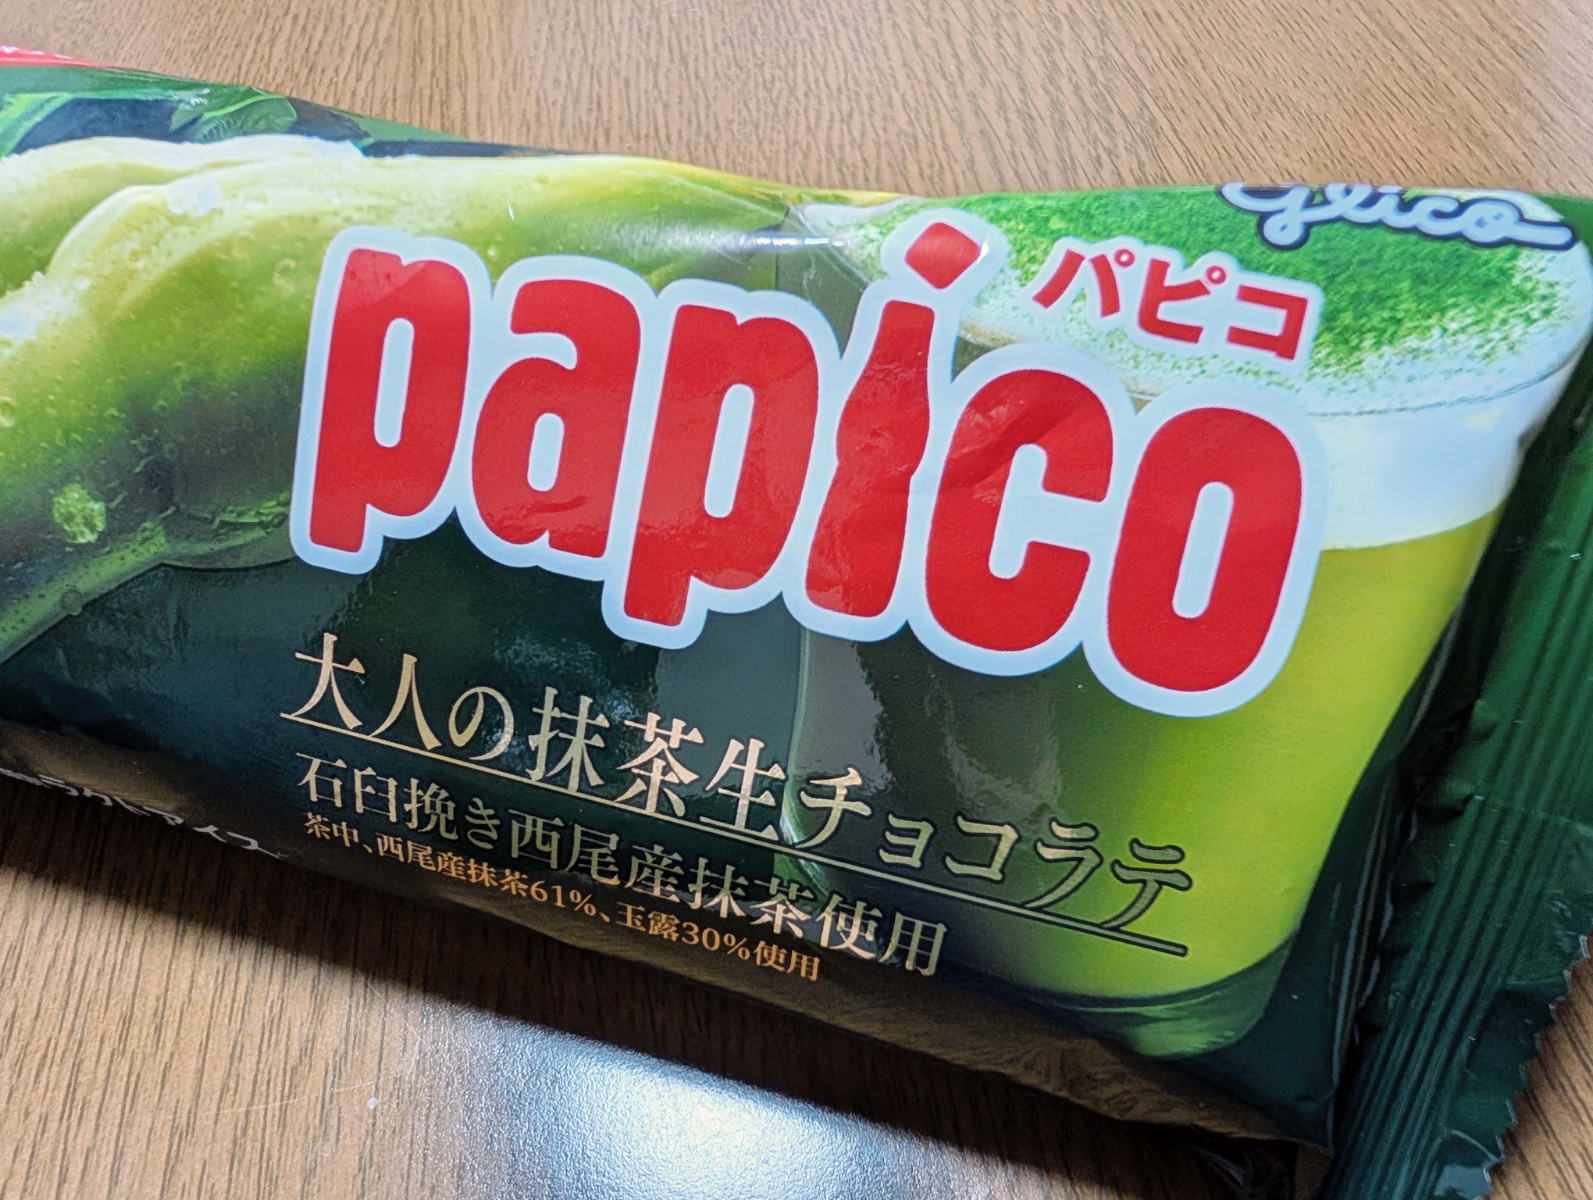 glico
papico
パピコ
大人の抹茶生チョコラテ
石臼挽き西尾産抹茶使用
茶中、西尾産抹茶61%、玉露30%使用